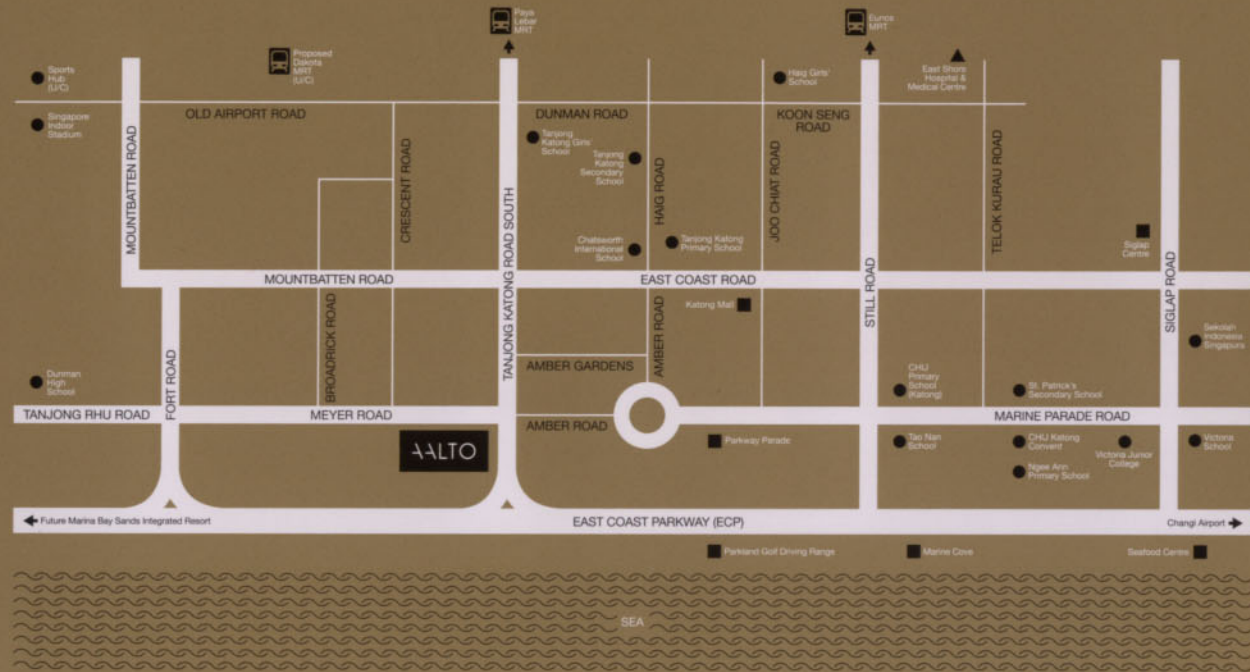 Paya
Lebar
MRT
Eunos
MRT
Sports
Hub
(U/C)
Proposed
Dakota
MRT
(U/C)
Haig Girls'
School
East Shore
Hospital &
Medical Centre
Singapore
Indoor
Stadium
OLD AIRPORT ROAD
DUNMAN ROAD
KOON SENG
ROAD
MOUNTBATTEN ROAD
CRESCENT ROAD
TANJONG KATONG ROAD SOUTH
Tanjong
Katong Girls'
School
Tanjong
Katong
Secondary
School
HAIG ROAD
JOO CHIAT ROAD
TELOK KURAU ROAD
Chatsworth
International
School
Tanjong Katong
Primary School
Siglap
Centre
MOUNTBATTEN ROAD
EAST COAST ROAD
STILL ROAD
SIGLAP ROAD
BROADRICK ROAD
Katong Mall
AMBER ROAD
Sekolah
Indonesia
Singapura
FORT ROAD
AMBER GARDENS
Dunman
High
School
CHIJ
Primary
School
(Katong)
St. Patrick's
Secondary School
TANJONG RHU ROAD
MEYER ROAD
AMBER ROAD
MARINE PARADE ROAD
AALTO
Parkway Parade
Tao Nan
School
CHIJ Katong
Convent
Victoria Junior
College
Victoria
School
Ngee Ann
Primary School
Future Marina Bay Sands Integrated Resort
EAST COAST PARKWAY (ECP)
Changi Airport
Parkland Golf Driving Range
Marine Cove
Seafood Centre
SEA